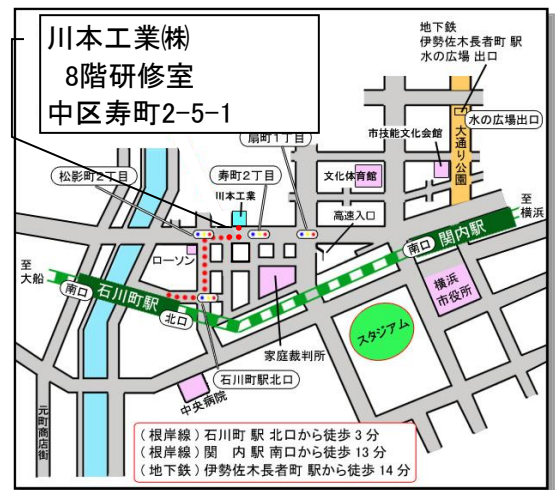 川本工業㈱
8階研修室
中区寿町2-5-1
地下鉄
伊勢佐木長者町 駅
水の広場 出口
水の広場出口
市技能文化会館
大通り公園
扇町1丁目
松影町2丁目
寿町2丁目
川本工業
文化体育館
高速入口
至
横浜
関内駅
南口
ローソン
至
大船
南口
石川町駅
北口
横浜
市役所
スタジアム
家庭裁判所
石川町駅北口
中央病院
元町商店街
（根岸線）石川町 駅 北口から徒歩 3 分
（根岸線）関　内 駅 南口から徒歩 13 分
（地下鉄）伊勢佐木長者町 駅から徒歩 14 分